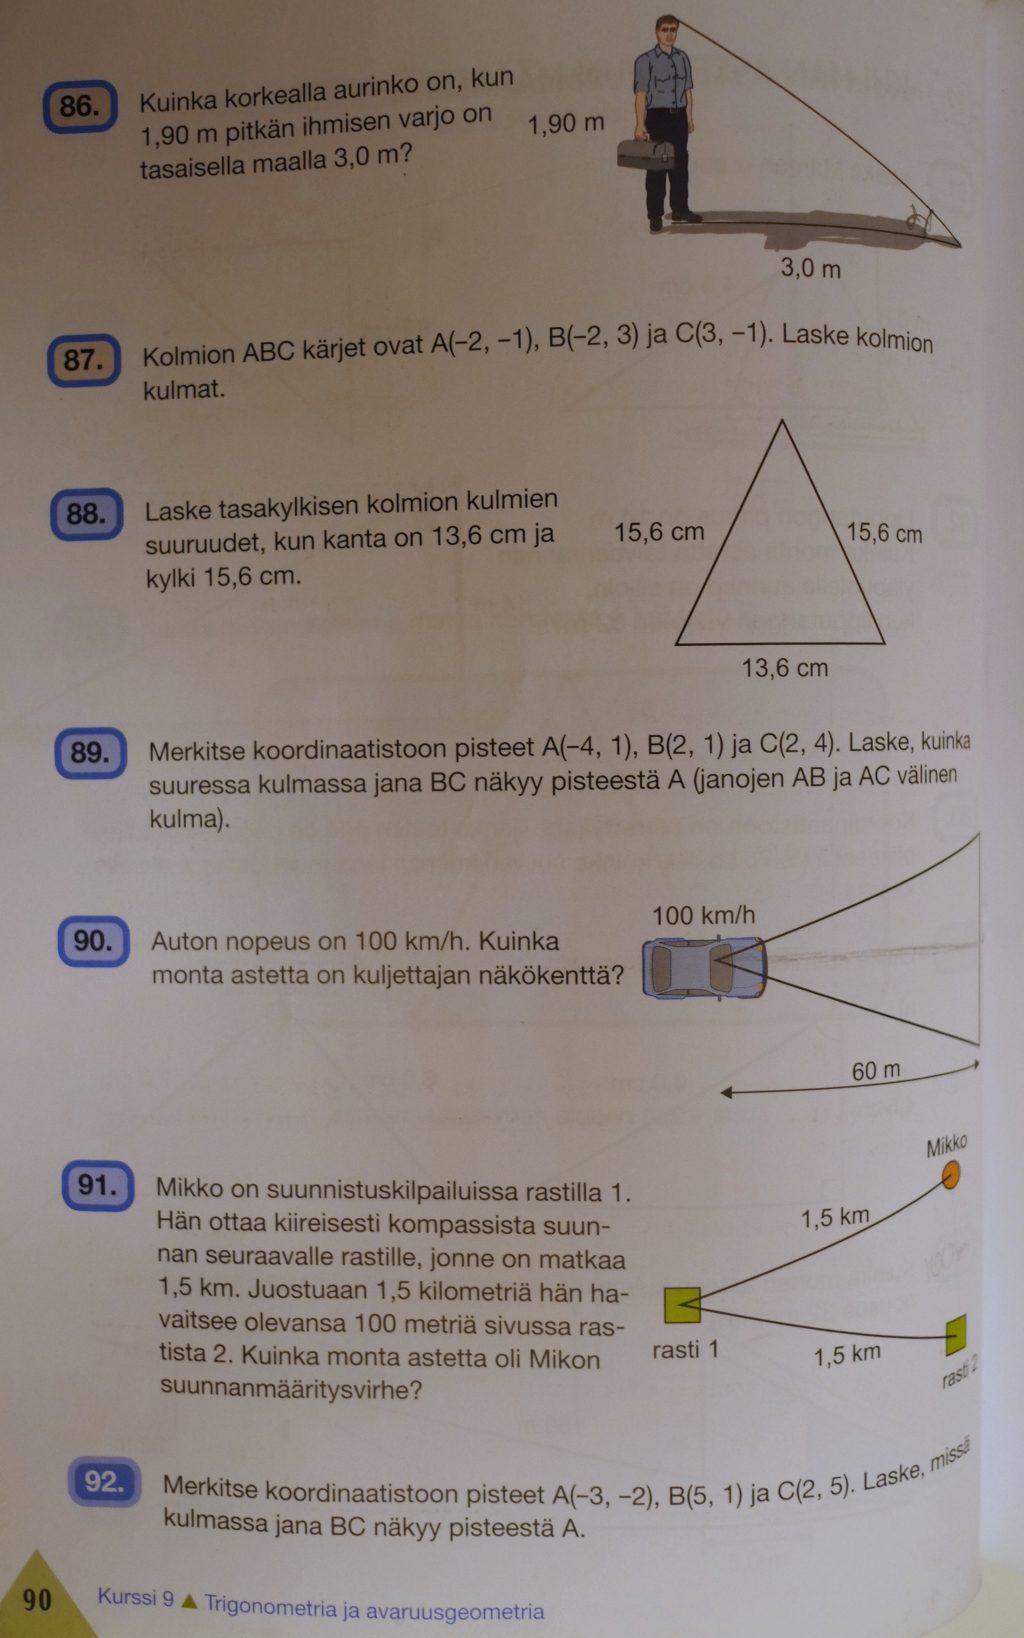 86.
Kuinka korkealla aurinko on, kun
1,90 m pitkän ihmisen varjo on
tasaisella maalla 3,0 m?
1,90 m
3,0 m
87.
Kolmion ABC kärjet ovat A(−2, −1), B(−2, 3) ja C(3, −1). Laske kolmion
kulmat.
88.
Laske tasakylkisen kolmion kulmien
suuruudet, kun kanta on 13,6 cm ja
kylki 15,6 cm.
15,6 cm
15,6 cm
13,6 cm
89.
Merkitse koordinaatistoon pisteet A(−4, 1), B(2, 1) ja C(2, 4). Laske, kuinka
suuressa kulmassa jana BC näkyy pisteestä A (janojen AB ja AC välinen
kulma).
90.
Auton nopeus on 100 km/h. Kuinka
monta astetta on kuljettajan näkökenttä?
100 km/h
60 m
91.
Mikko on suunnistuskilpailuissa rastilla 1.
Hän ottaa kiireisesti kompassista suun-
nan seuraavalle rastille, jonne on matkaa
1,5 km. Juostuaan 1,5 kilometriä hän ha-
vaitsee olevansa 100 metriä sivussa ras-
tista 2. Kuinka monta astetta oli Mikon
suunnanmääritysvirhe?
Mikko
1,5 km
rasti 1
1,5 km
rasti 2
92.
Merkitse koordinaatistoon pisteet A(−3, −2), B(5, 1) ja C(2, 5). Laske, missä
kulmassa jana BC näkyy pisteestä A.
90
Kurssi 9 ▲ Trigonometria ja avaruusgeometria